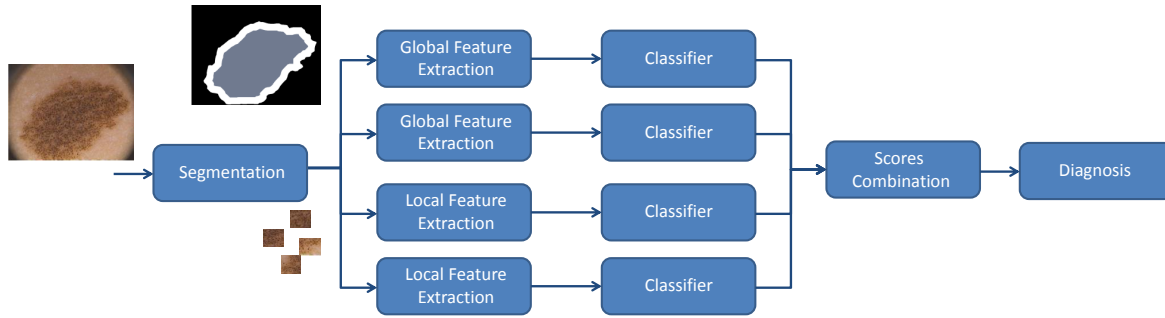 Segmentation
Global Feature
Extraction
Classifier
Global Feature
Extraction
Classifier
Local Feature
Extraction
Classifier
Local Feature
Extraction
Classifier
Scores
Combination
Diagnosis